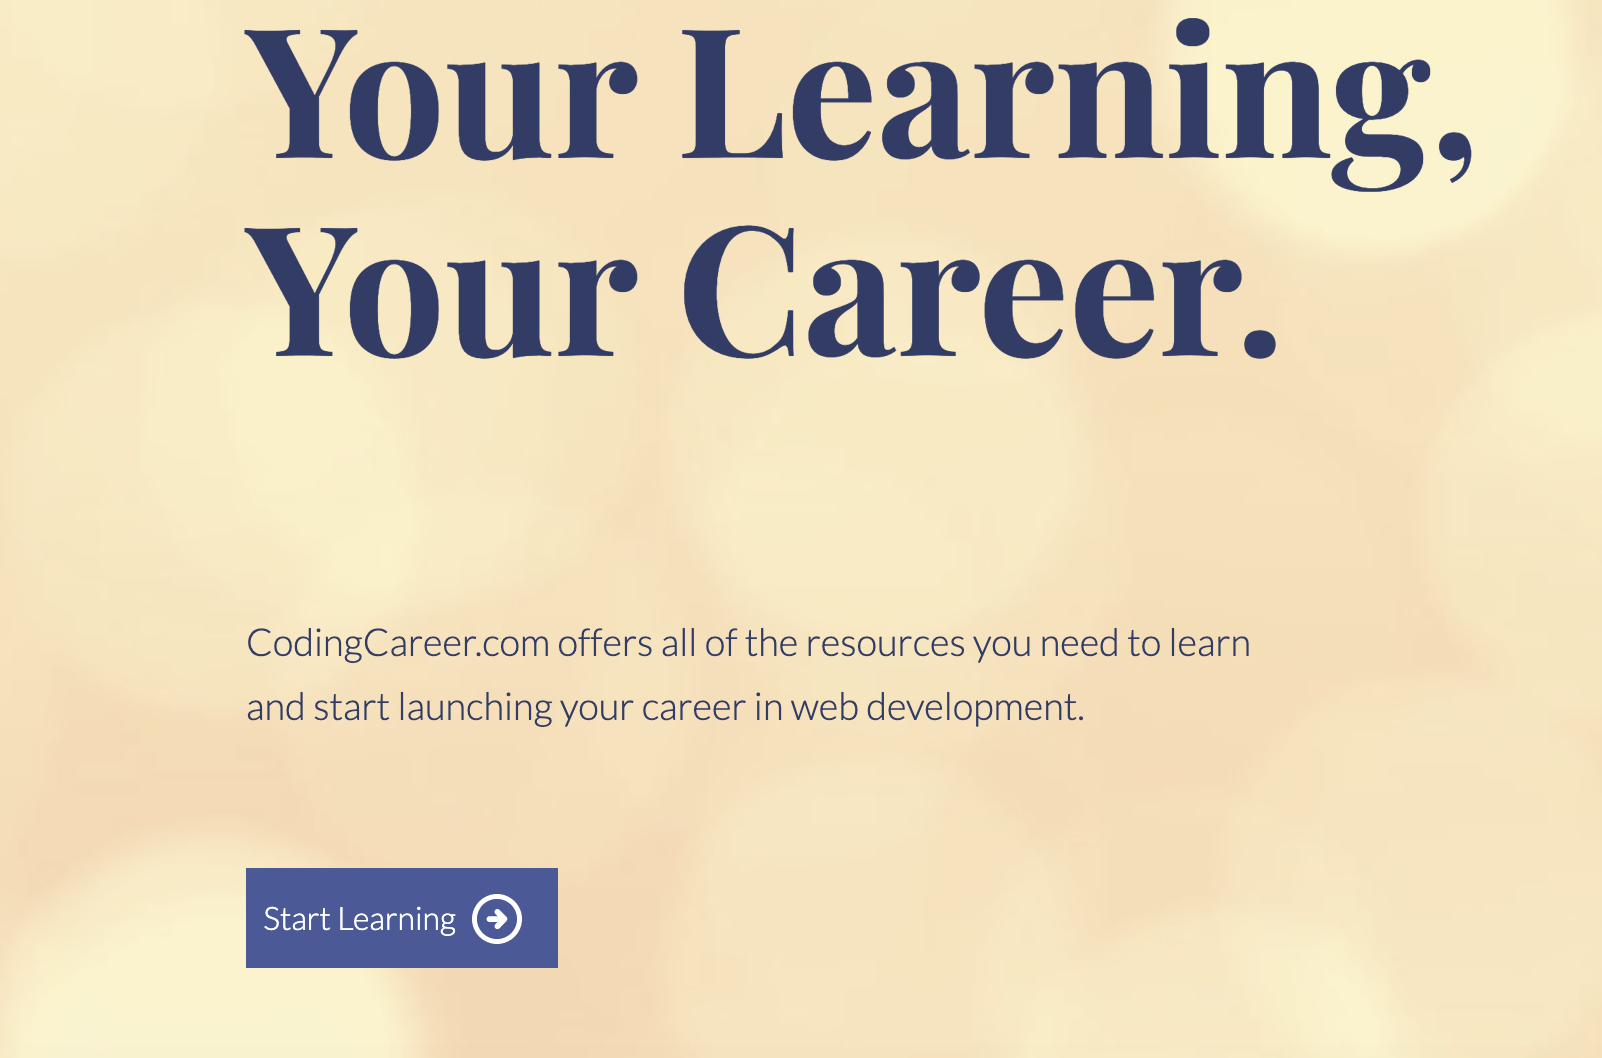 Your Learning,
Your Career.
CodingCareer.com offers all of the resources you need to learn
and start launching your career in web development.
Start Learning